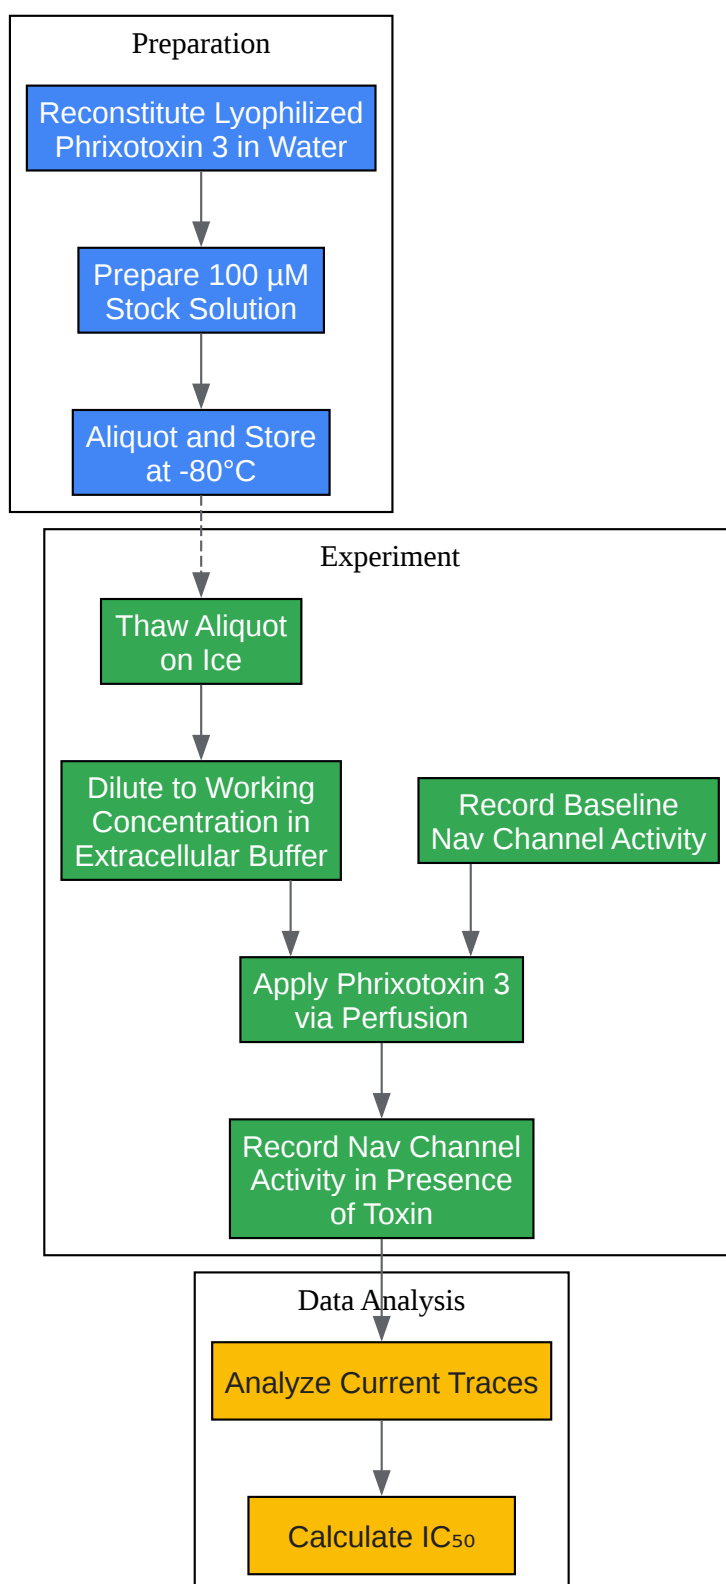 Preparation
Reconstitute Lyophilized
Phrixotoxin 3 in Water
Prepare 100 µM
Stock Solution
Aliquot and Store
at -80°C
Experiment
Thaw Aliquot
on Ice
Dilute to Working
Concentration in
Extracellular Buffer
Record Baseline
Nav Channel Activity
Apply Phrixotoxin 3
via Perfusion
Record Nav Channel
Activity in Presence
of Toxin
Data Analysis
Analyze Current Traces
Calculate IC₅₀